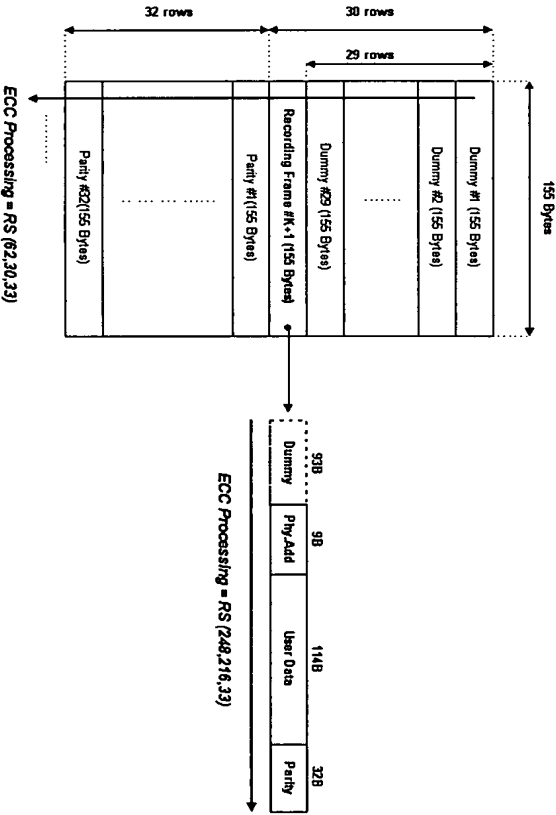 155 Bytes
Dummy #1 (155 Bytes)
Dummy #2 (155 Bytes)
........
Dummy #29 (155 Bytes)
29 rows
30 rows
Recording Frame #K+1 (155 Bytes)
93B 9B 114B 32B
Dummy Phy.Add User Data Parity
ECC Processing = RS (248,216,33)
Parity #1(155 Bytes)
... ... ... ...
Parity #32(155 Bytes)
32 rows
ECC Processing = RS (62,30,33)